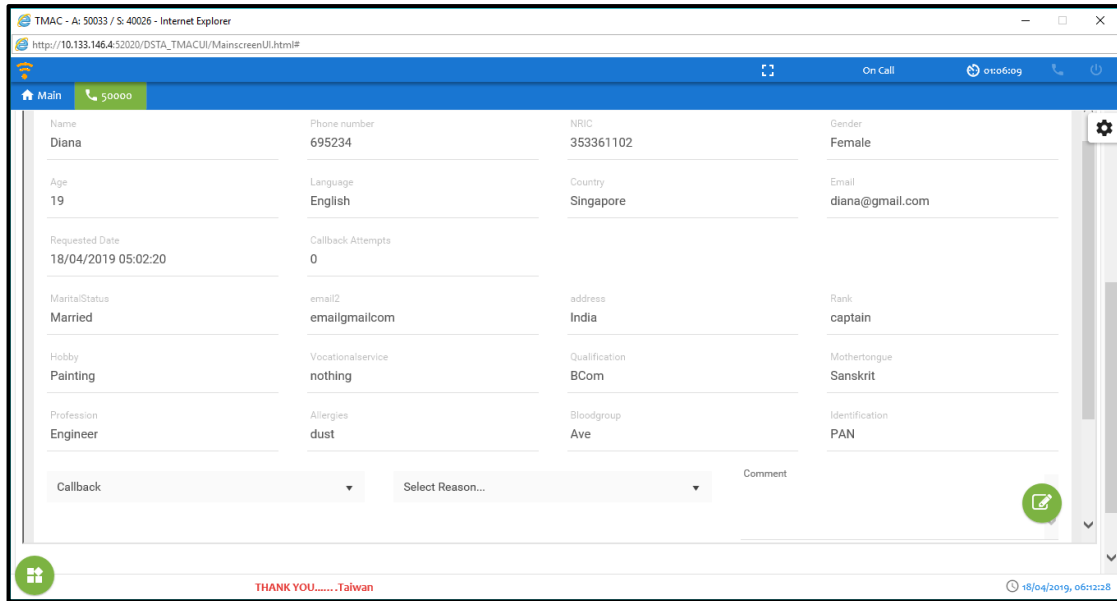 TMAC - A: 50033 / S: 40026 - Internet Explorer
http://10.133.146.4:52020/DSTA_TMACUI/MainscreenUI.html#
On Call 01:06:09
Main 50000
Name Phone number NRIC Gender
Diana 695234 353361102 Female
Age Language Country Email
19 English Singapore diana@gmail.com
Requested Date Callback Attempts
18/04/2019 05:02:20 0
MaritalStatus email2 address Rank
Married emailgmailcom India captain
Hobby Vocationalservice Qualification Mothertongue
Painting nothing BCom Sanskrit
Profession Allergies Bloodgroup Identification
Engineer dust Ave PAN
Callback Select Reason... Comment
THANK YOU.......Taiwan 18/04/2019, 06:12:28